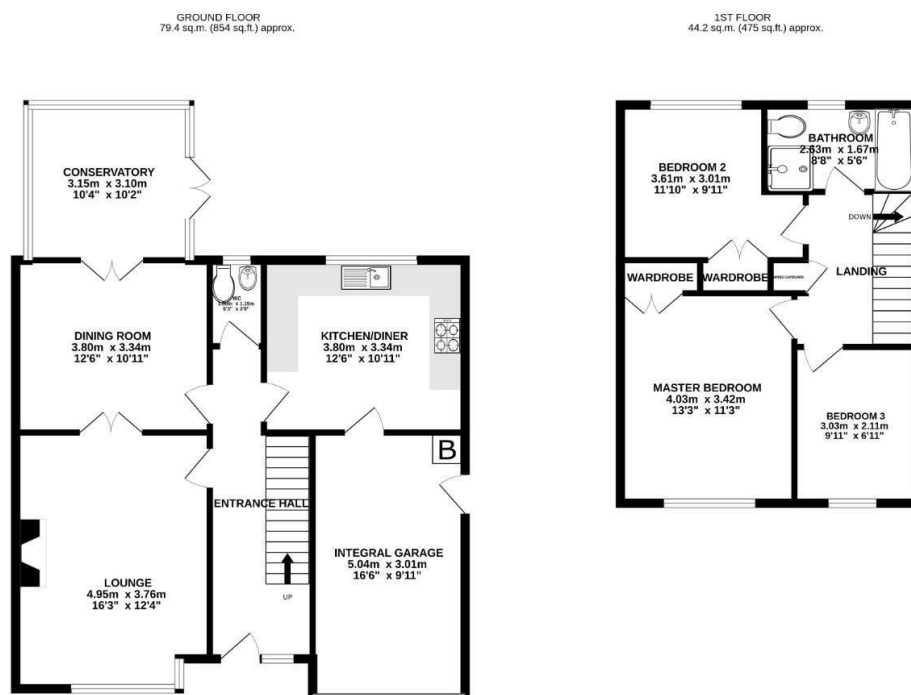 GROUND FLOOR
79.4 sq.m. (854 sq.ft.) approx.
1ST FLOOR
44.2 sq.m. (475 sq.ft.) approx.
CONSERVATORY
3.15m x 3.10m
10'4" x 10'2"
WC
DINING ROOM
3.80m x 3.34m
12'6" x 10'11"
KITCHEN/DINER
3.80m x 3.34m
12'6" x 10'11"
B
ENTRANCE HALL
UP
INTEGRAL GARAGE
5.04m x 3.01m
16'6" x 9'11"
LOUNGE
4.95m x 3.76m
16'3" x 12'4"
BEDROOM 2
3.61m x 3.01m
11'10" x 9'11"
BATHROOM
2.63m x 1.67m
8'8" x 5'6"
DOWN
LANDING
WARDROBE
WARDROBE
CUPBOARD
MASTER BEDROOM
4.03m x 3.42m
13'3" x 11'3"
BEDROOM 3
3.03m x 2.11m
9'11" x 6'11"